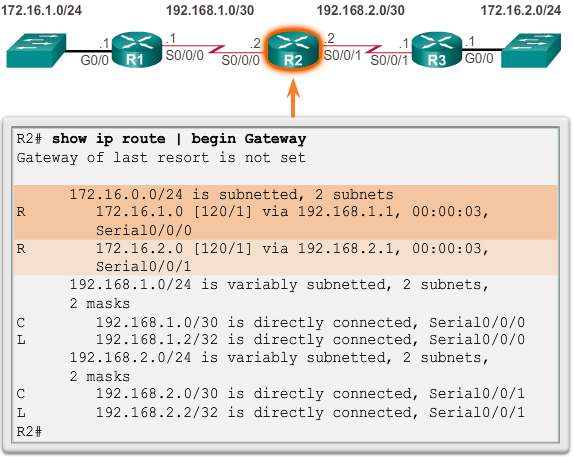 172.16.1.0/24 192.168.1.0/30 192.168.2.0/30 172.16.2.0/24
.1 .1 .2 .2 .1 .1
R1 R2 R3
G0/0 S0/0/0 S0/0/0 S0/0/1 S0/0/1 G0/0
R2# show ip route | begin Gateway
Gateway of last resort is not set
172.16.0.0/24 is subnetted, 2 subnets
R 172.16.1.0 [120/1] via 192.168.1.1, 00:00:03,
Serial0/0/0
R 172.16.2.0 [120/1] via 192.168.2.1, 00:00:03,
Serial0/0/1
192.168.1.0/24 is variably subnetted, 2 subnets,
2 masks
C 192.168.1.0/30 is directly connected, Serial0/0/0
L 192.168.1.2/32 is directly connected, Serial0/0/0
192.168.2.0/24 is variably subnetted, 2 subnets,
2 masks
C 192.168.2.0/30 is directly connected, Serial0/0/1
L 192.168.2.2/32 is directly connected, Serial0/0/1
R2#